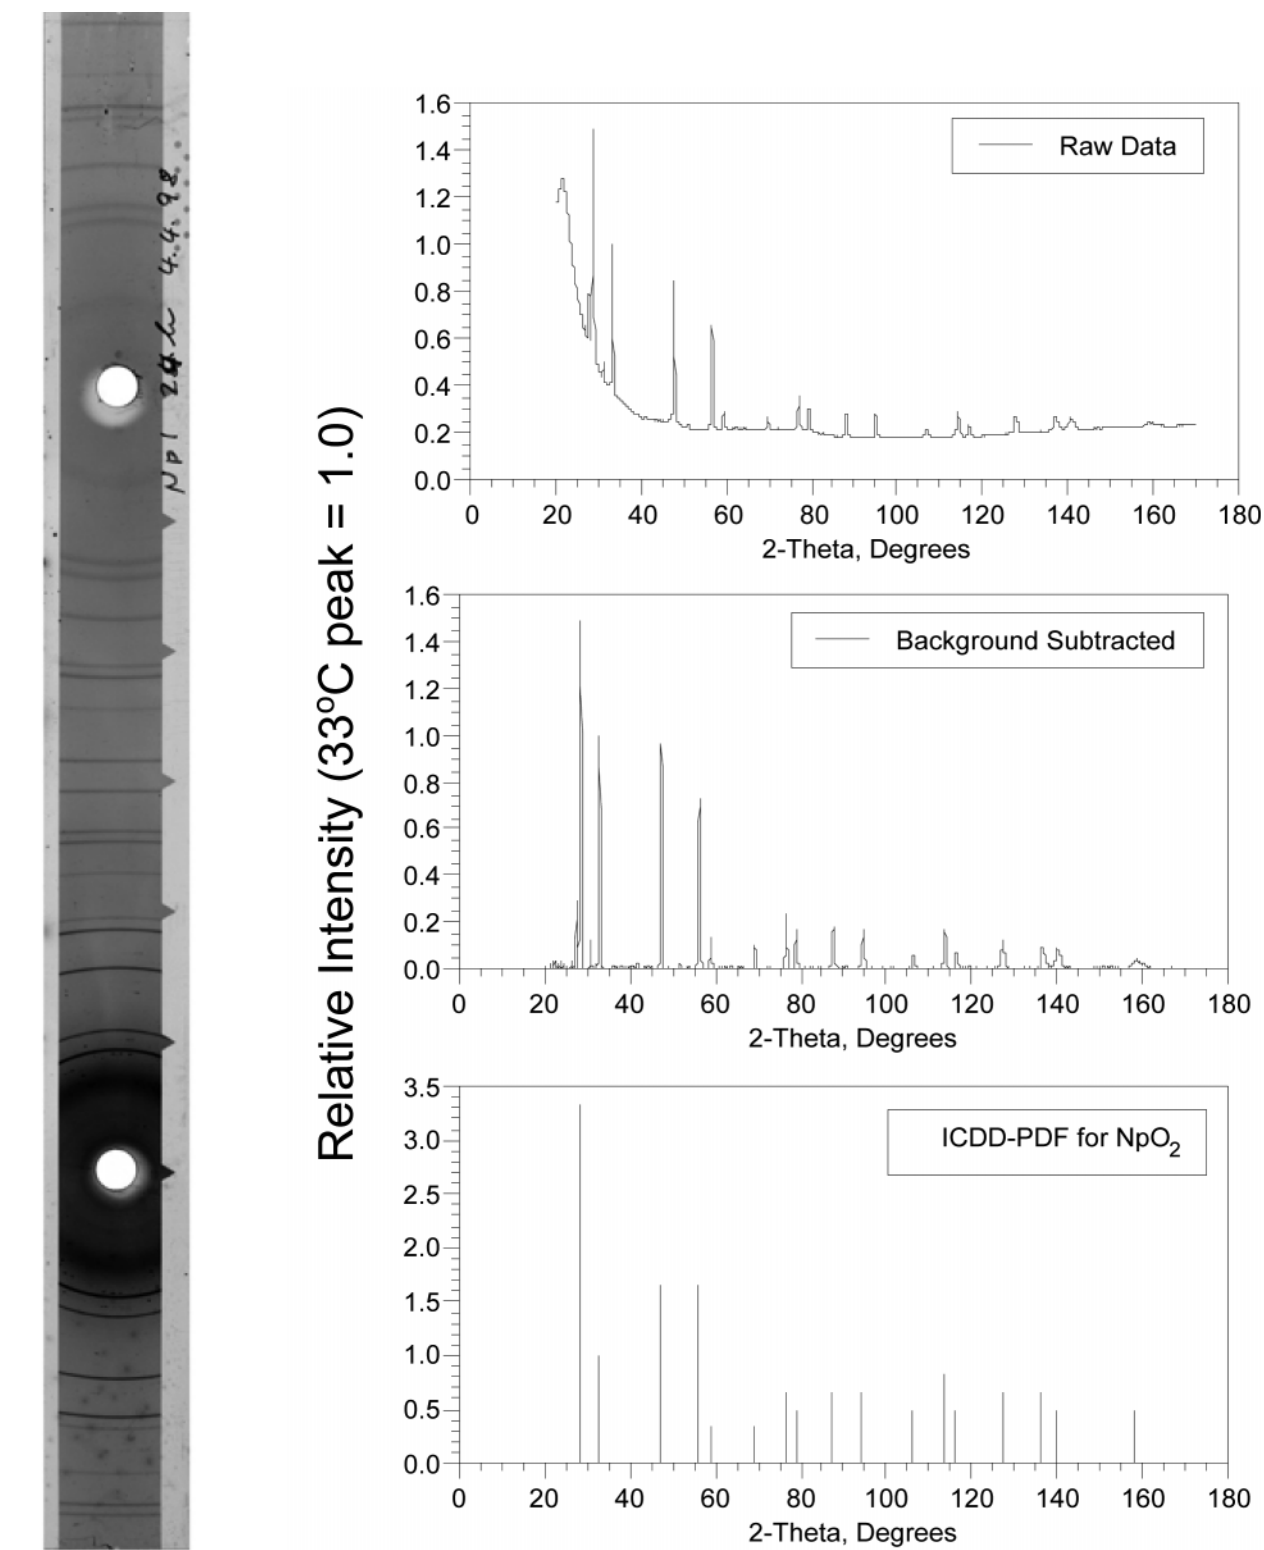 Np1 24h 4.4.98
Relative Intensity (33ºC peak = 1.0)
1.6
1.4
1.2
1.0
0.8
0.6
0.4
0.2
0.0
Raw Data
0 20 40 60 80 100 120 140 160 180
2-Theta, Degrees
1.6
1.4
1.2
1.0
0.8
0.6
0.4
0.2
0.0
Background Subtracted
0 20 40 60 80 100 120 140 160 180
2-Theta, Degrees
3.5
3.0
2.5
2.0
1.5
1.0
0.5
0.0
ICDD-PDF for NpO2
0 20 40 60 80 100 120 140 160 180
2-Theta, Degrees